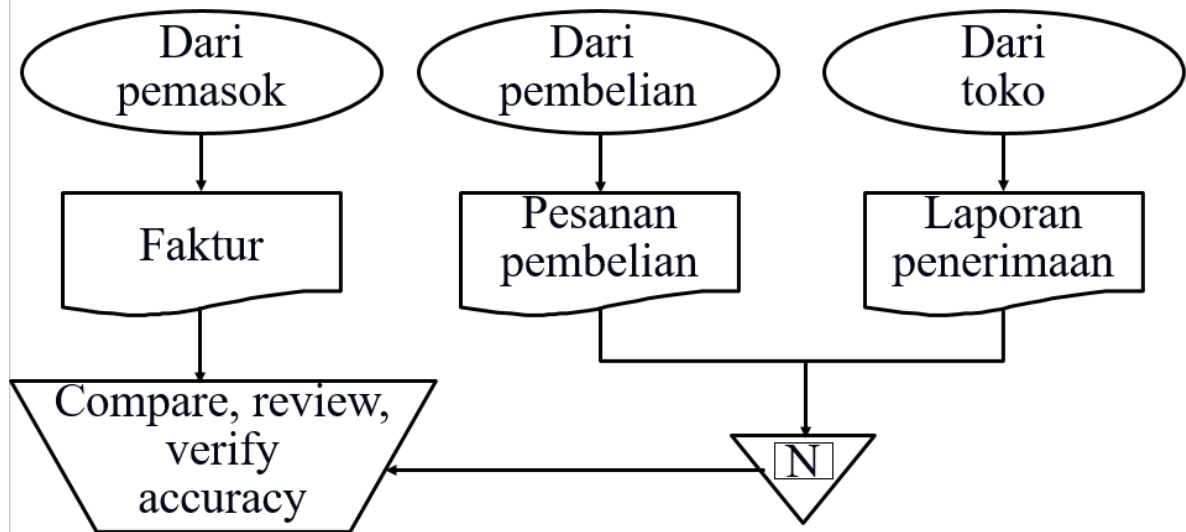 Dari
pemasok
Dari
pembelian
Dari
toko
Faktur
Pesanan
pembelian
Laporan
penerimaan
Compare, review,
verify
accuracy
N